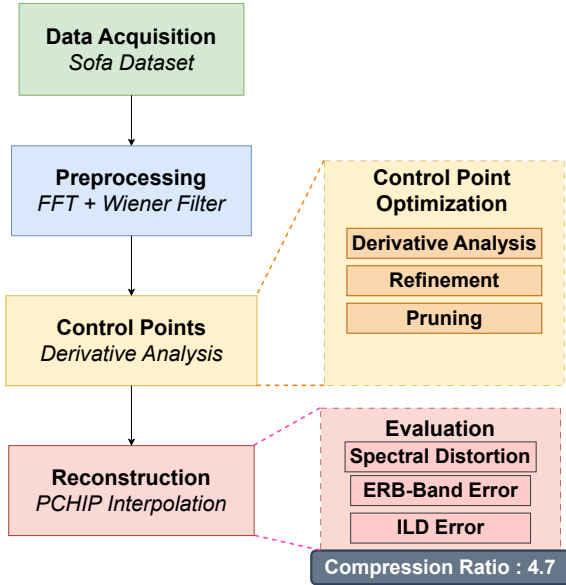 Data Acquisition
Sofa Dataset
Preprocessing
FFT + Wiener Filter
Control Points
Derivative Analysis
Reconstruction
PCHIP Interpolation
Control Point
Optimization
Derivative Analysis
Refinement
Pruning
Evaluation
Spectral Distortion
ERB-Band Error
ILD Error
Compression Ratio : 4.7